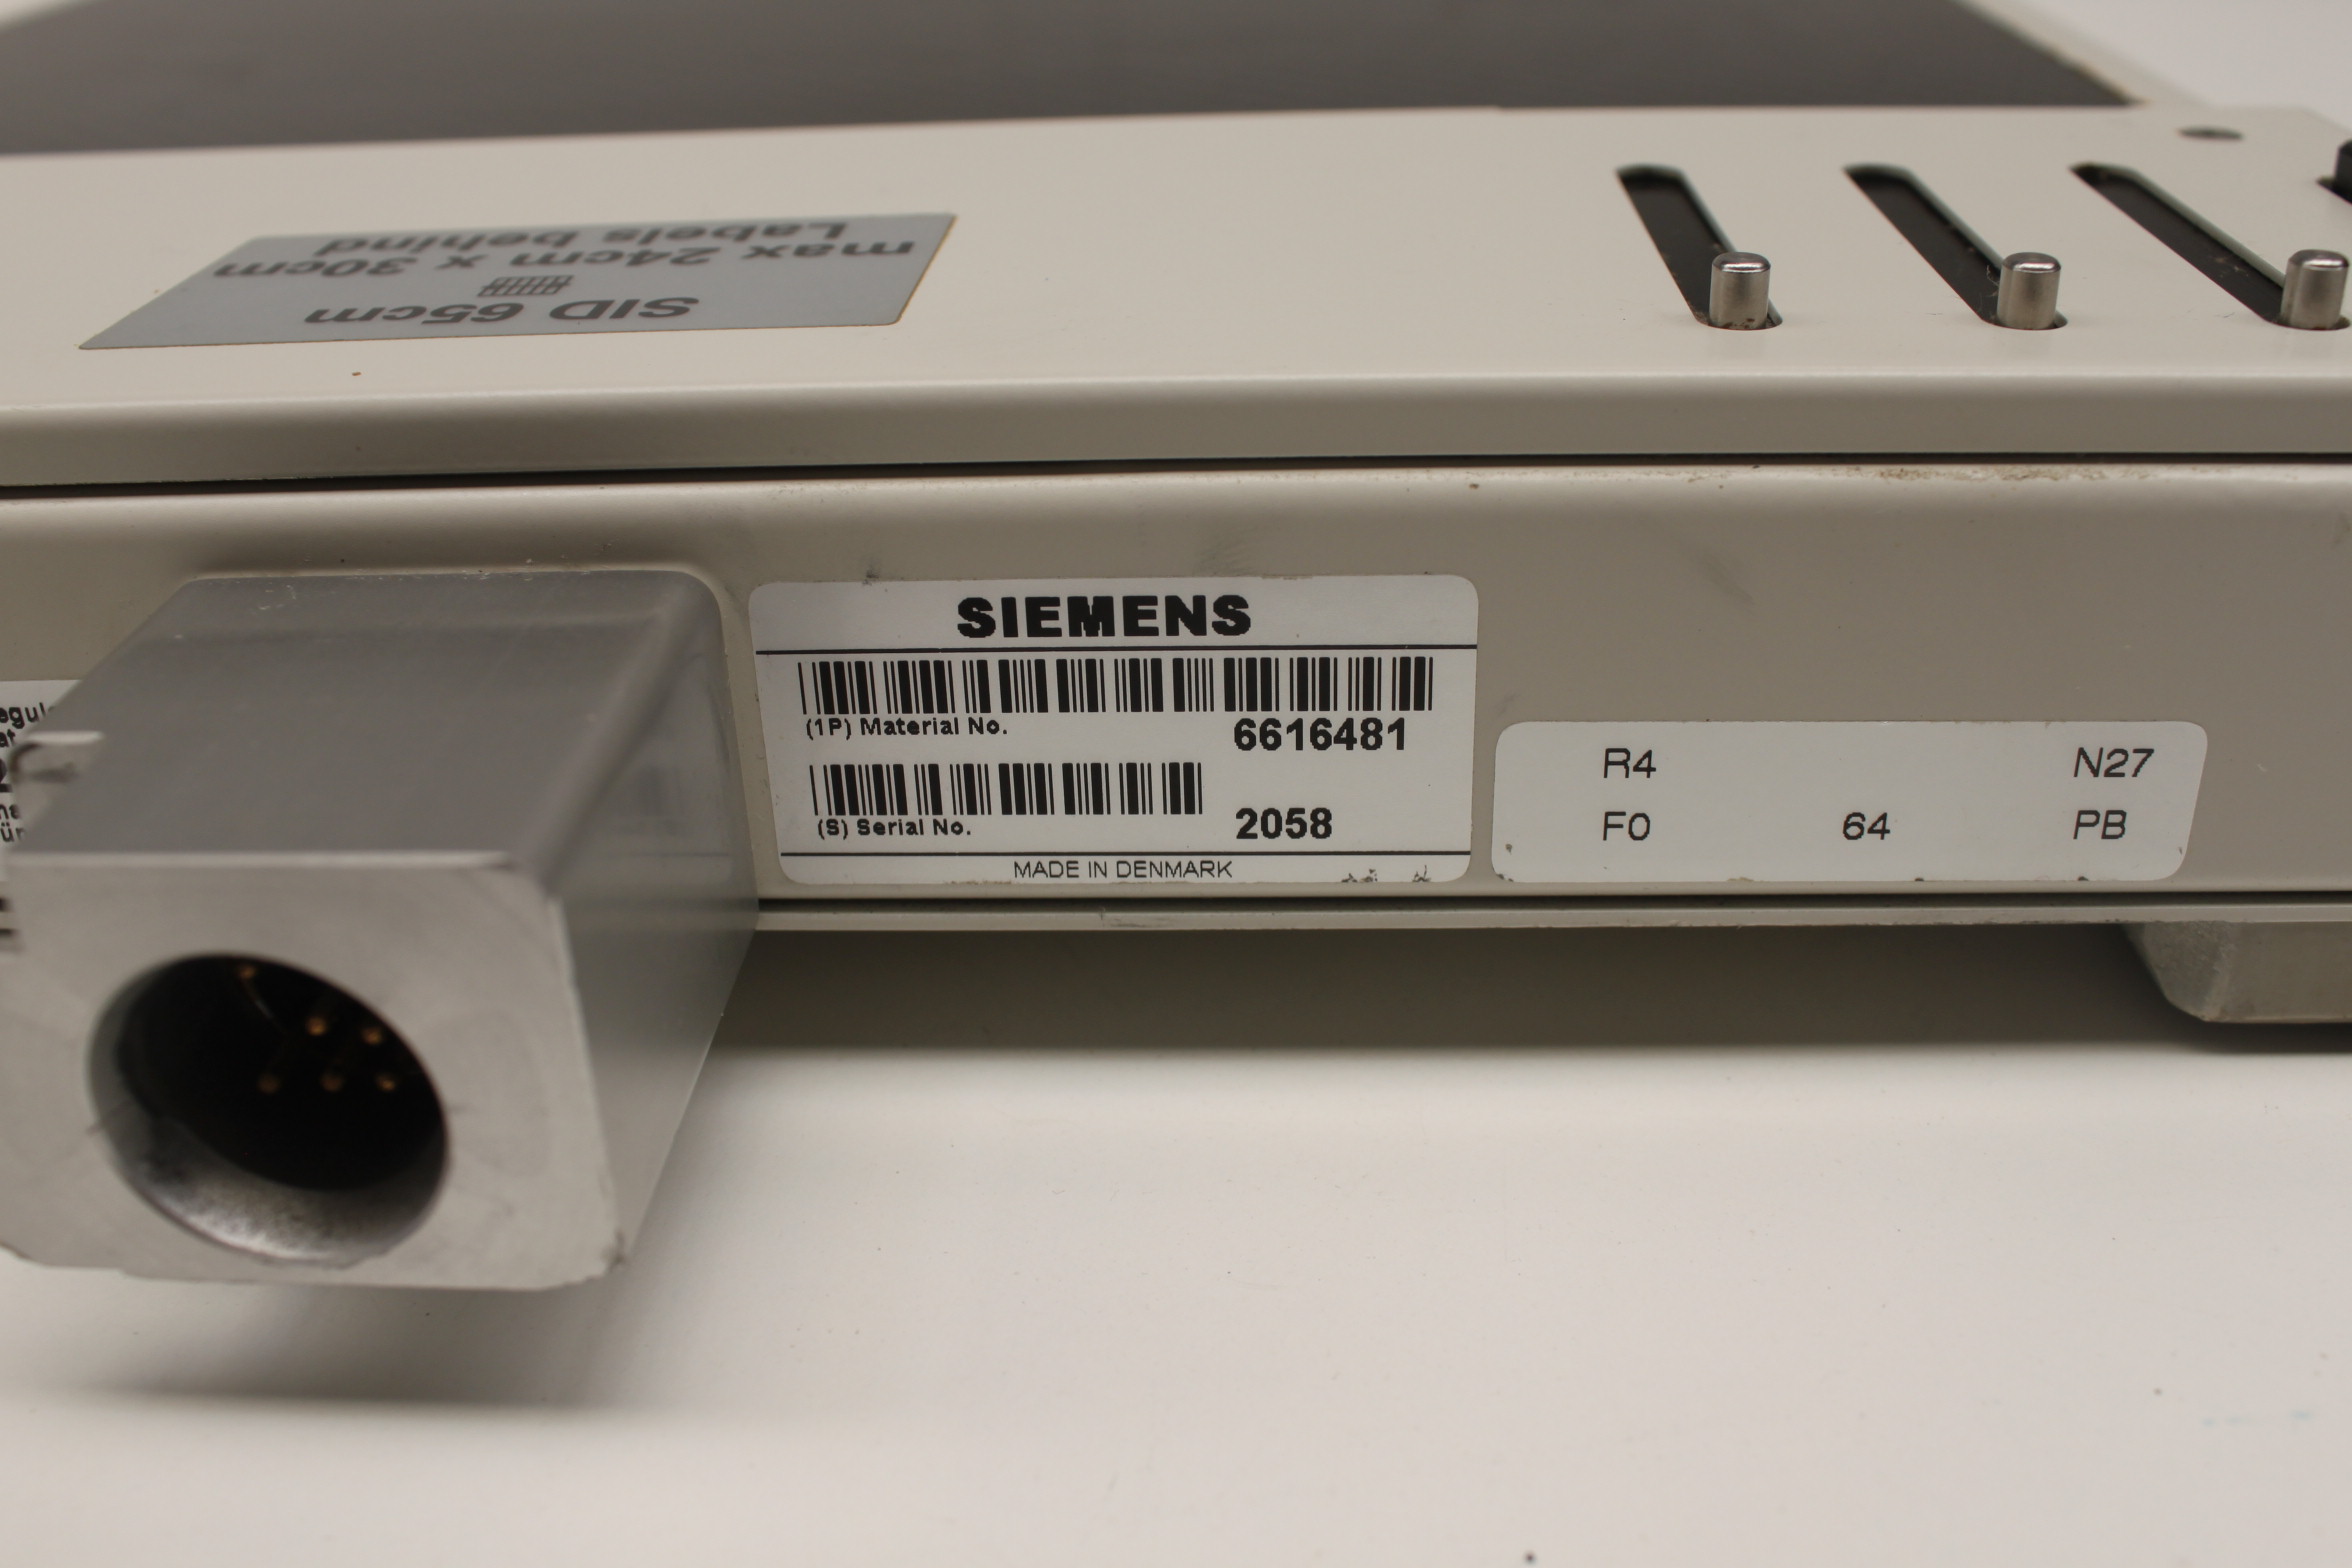 SID 65cm
max 24cm x 30cm
Labels behind
SIEMENS
(1P) Material No. 6616481
(S) Serial No. 2058
MADE IN DENMARK
R4 N27
F0 64 PB